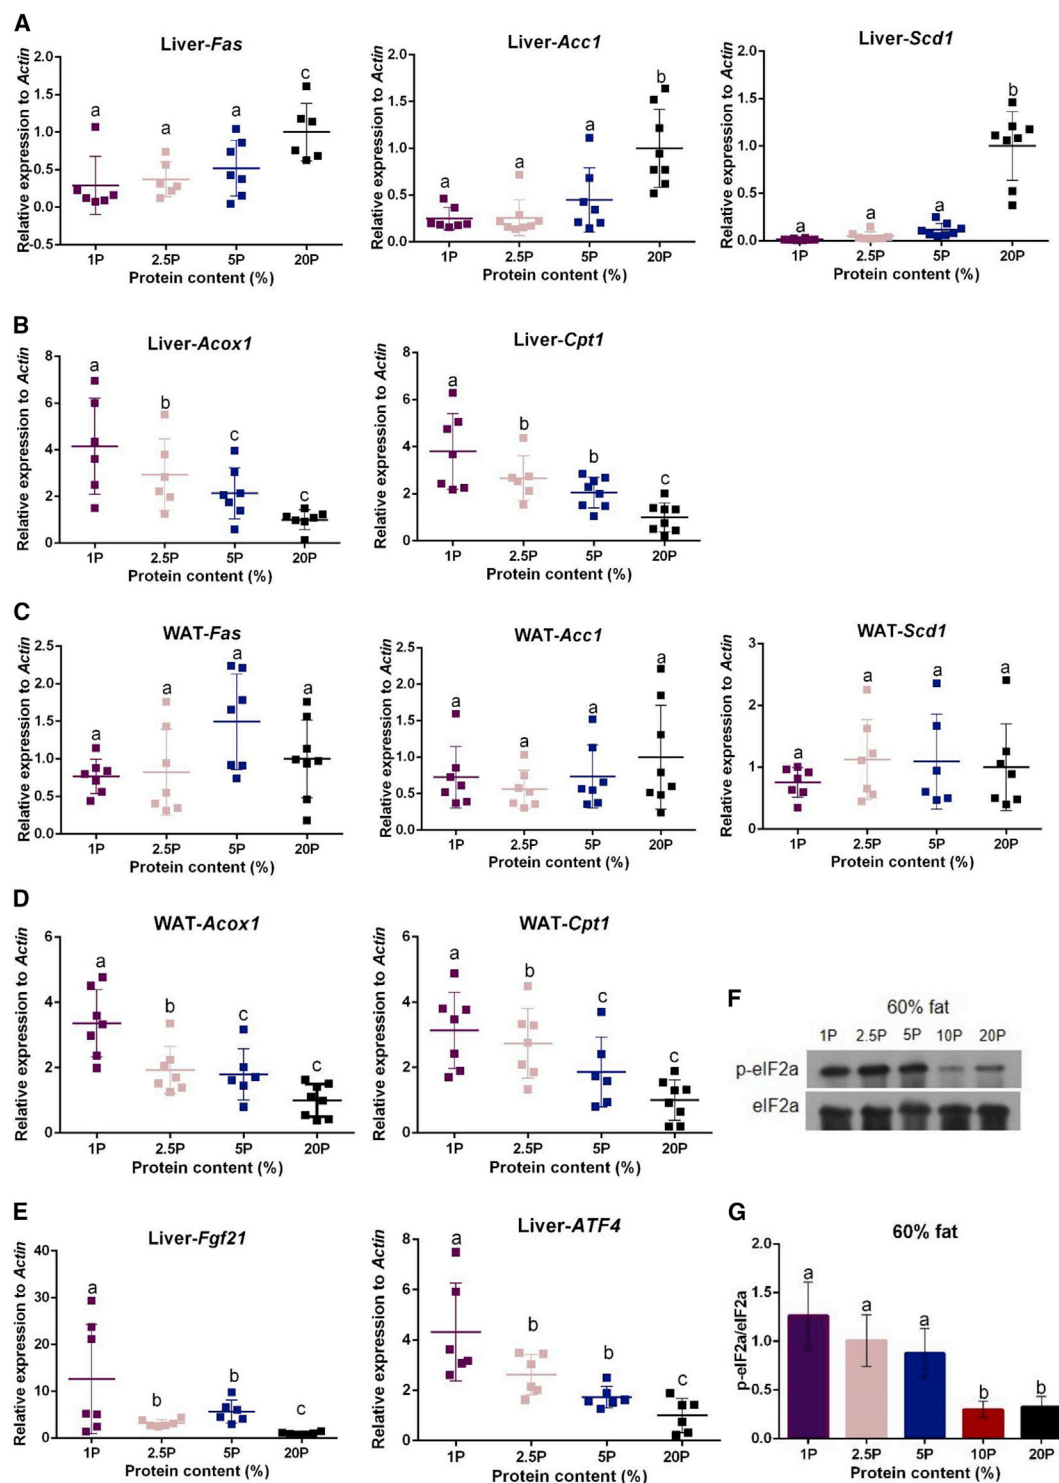 A
Liver-Fas
Relative expression to Actin
2.0
1.5
1.0
0.5
0.0
-0.5
a
a
a
c
1P
2.5P
5P
20P
Protein content (%)
Liver-Acc1
Relative expression to Actin
2.0
1.5
1.0
0.5
0.0
a
a
a
b
1P
2.5P
5P
20P
Protein content (%)
Liver-Scd1
Relative expression to Actin
2.0
1.5
1.0
0.5
0.0
a
a
a
b
1P
2.5P
5P
20P
Protein content (%)
B
Liver-Acox1
Relative expression to Actin
8
6
4
2
0
a
b
c
c
1P
2.5P
5P
20P
Protein content (%)
Liver-Cpt1
Relative expression to Actin
8
6
4
2
0
a
b
b
c
1P
2.5P
5P
20P
Protein content (%)
C
WAT-Fas
Relative expression to Actin
2.5
2.0
1.5
1.0
0.5
0.0
a
a
a
a
1P
2.5P
5P
20P
Protein content (%)
WAT-Acc1
Relative expression to Actin
2.5
2.0
1.5
1.0
0.5
0.0
a
a
a
a
1P
2.5P
5P
20P
Protein content (%)
WAT-Scd1
Relative expression to Actin
3
2
1
0
a
a
a
a
1P
2.5P
5P
20P
Protein content (%)
D
WAT-Acox1
Relative expression to Actin
6
4
2
0
a
b
c
c
1P
2.5P
5P
20P
Protein content (%)
WAT-Cpt1
Relative expression to Actin
6
4
2
0
a
b
c
c
1P
2.5P
5P
20P
Protein content (%)
F
60% fat
1P 2.5P 5P 10P 20P
p-eIF2a
eIF2a
E
Liver-Fgf21
Relative expression to Actin
40
30
20
10
0
a
b
b
c
1P
2.5P
5P
20P
Protein content (%)
Liver-ATF4
Relative expression to Actin
8
6
4
2
0
a
b
b
c
1P
2.5P
5P
20P
Protein content (%)
G
60% fat
p-eIF2a/eIF2a
2.0
1.5
1.0
0.5
0.0
a
a
a
b
b
1P
2.5P
5P
10P
20P
Protein content (%)